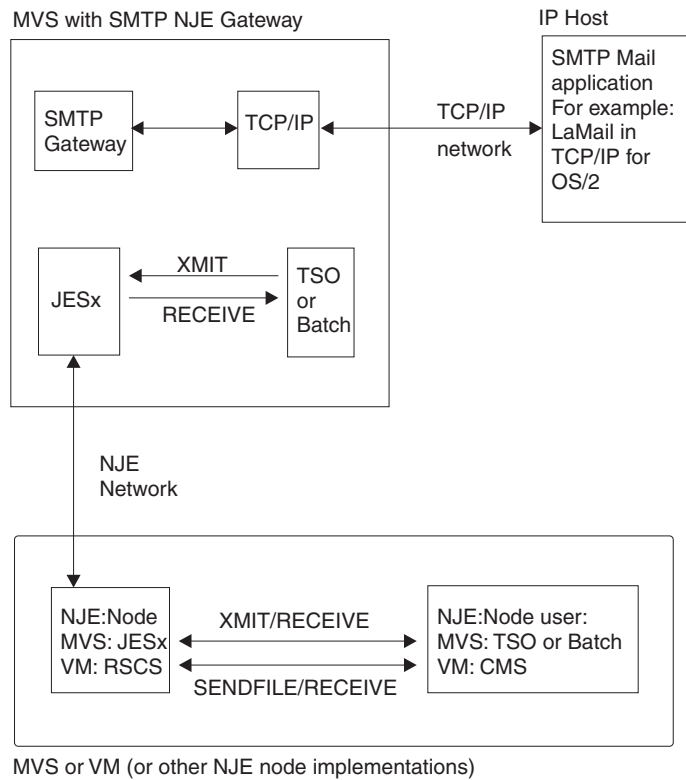 MVS with SMTP NJE Gateway
IP Host
SMTP
Gateway
TCP/IP
TCP/IP
network
SMTP Mail
application
For example:
LaMail in
TCP/IP for
OS/2
JESx
XMIT
RECEIVE
TSO
or
Batch
NJE
Network
NJE:Node
MVS: JESx
VM: RSCS
XMIT/RECEIVE
SENDFILE/RECEIVE
NJE:Node user:
MVS: TSO or Batch
VM: CMS
MVS or VM (or other NJE node implementations)